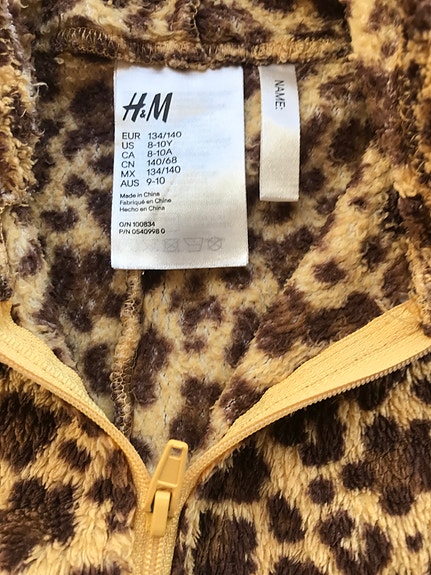 H&M
EUR 134/140
US 8-10Y
CA 8-10A
CN 140/68
MX 134/140
AUS 9-10
Made in China
Fabriqué en Chine
Hecho en China
O/N 100834
P/N 0540998 0
NAME: